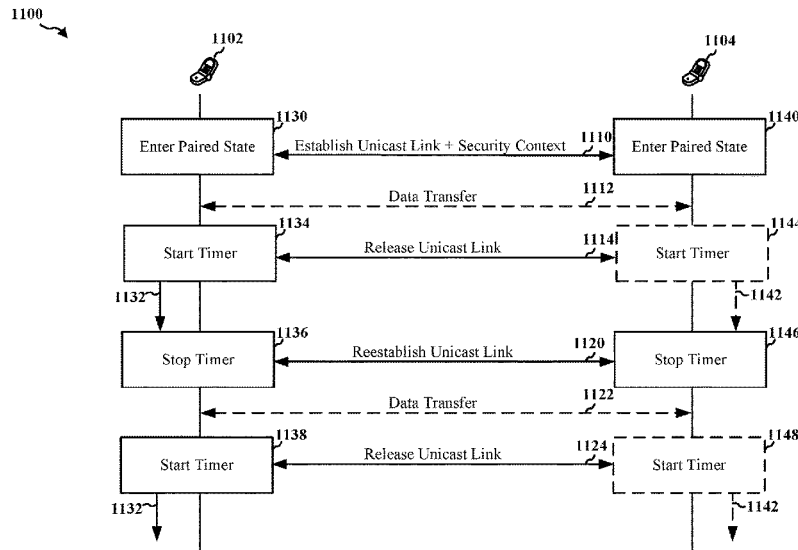 1100
1102
1104
1130
1140
Enter Paired State
Establish Unicast Link + Security Context
1110
Enter Paired State
Data Transfer
1112
1134
1144
Start Timer
Release Unicast Link
1114
Start Timer
1132
1142
1136
1146
Stop Timer
Reestablish Unicast Link
1120
Stop Timer
Data Transfer
1122
1138
1148
Start Timer
Release Unicast Link
1124
Start Timer
1132
1142